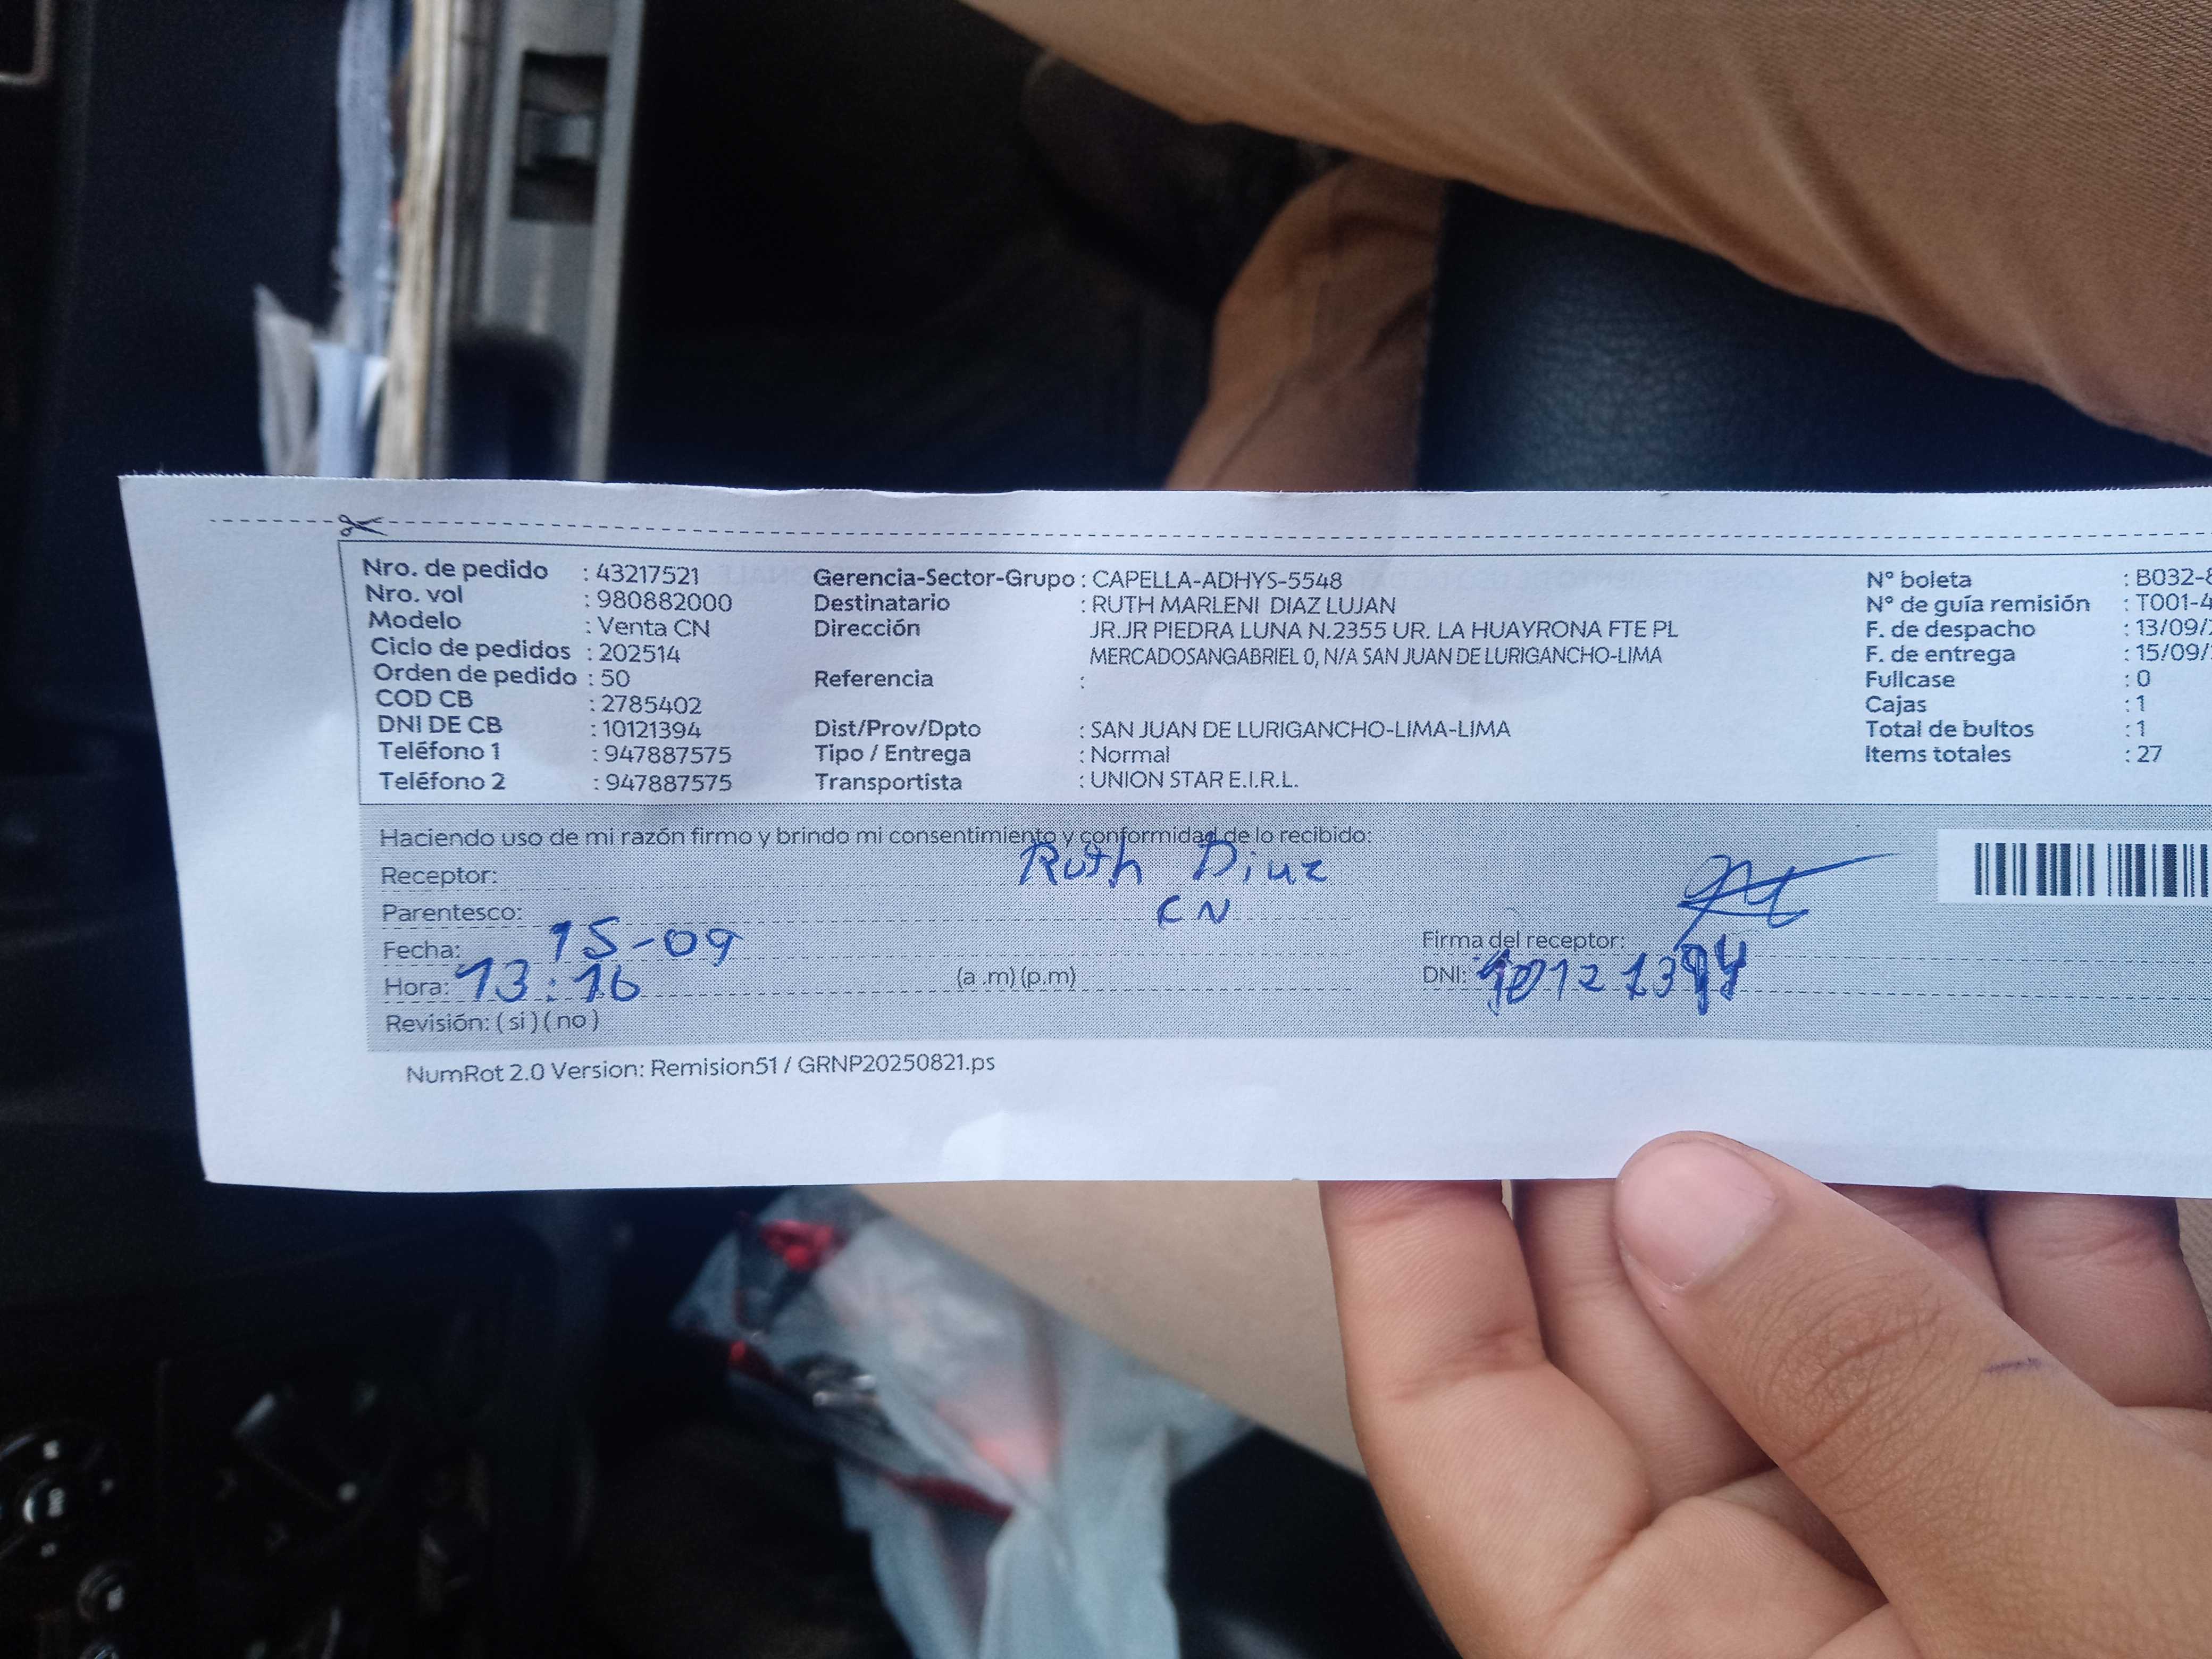 Nro. de pedido : 43217521
Nro. vol : 980882000
Modelo : Venta CN
Ciclo de pedidos : 202514
Orden de pedido : 50
COD CB : 2785402
DNI DE CB : 10121394
Teléfono 1 : 947887575
Teléfono 2 : 947887575
Gerencia-Sector-Grupo : CAPELLA-ADHYS-5548
Destinatario : RUTH MARLENI DIAZ LUJAN
Dirección JR.JR PIEDRA LUNA N.2355 UR. LA HUAYRONA FTE PL
MERCADOSANGABRIEL 0, N/A SAN JUAN DE LURIGANCHO-LIMA
Referencia :
Dist/Prov/Dpto : SAN JUAN DE LURIGANCHO-LIMA-LIMA
Tipo / Entrega : Normal
Transportista : UNION STAR E.I.R.L.
N° boleta : B032-8
N° de guía remisión : T001-4
F. de despacho : 13/09/
F. de entrega : 15/09/
Fullcase : 0
Cajas : 1
Total de bultos : 1
Items totales : 27
Haciendo uso de mi razón firmo y brindo mi consentimiento y conformidad de lo recibido:
Receptor: Ruth Diaz
Parentesco: CN
Fecha: 15-09
Hora: 13:16 (a .m) (p.m)
Revisión: ( si ) ( no )
Firma del receptor:
DNI: 10121394
NumRot 2.0 Version: Remision51 / GRNP20250821.ps